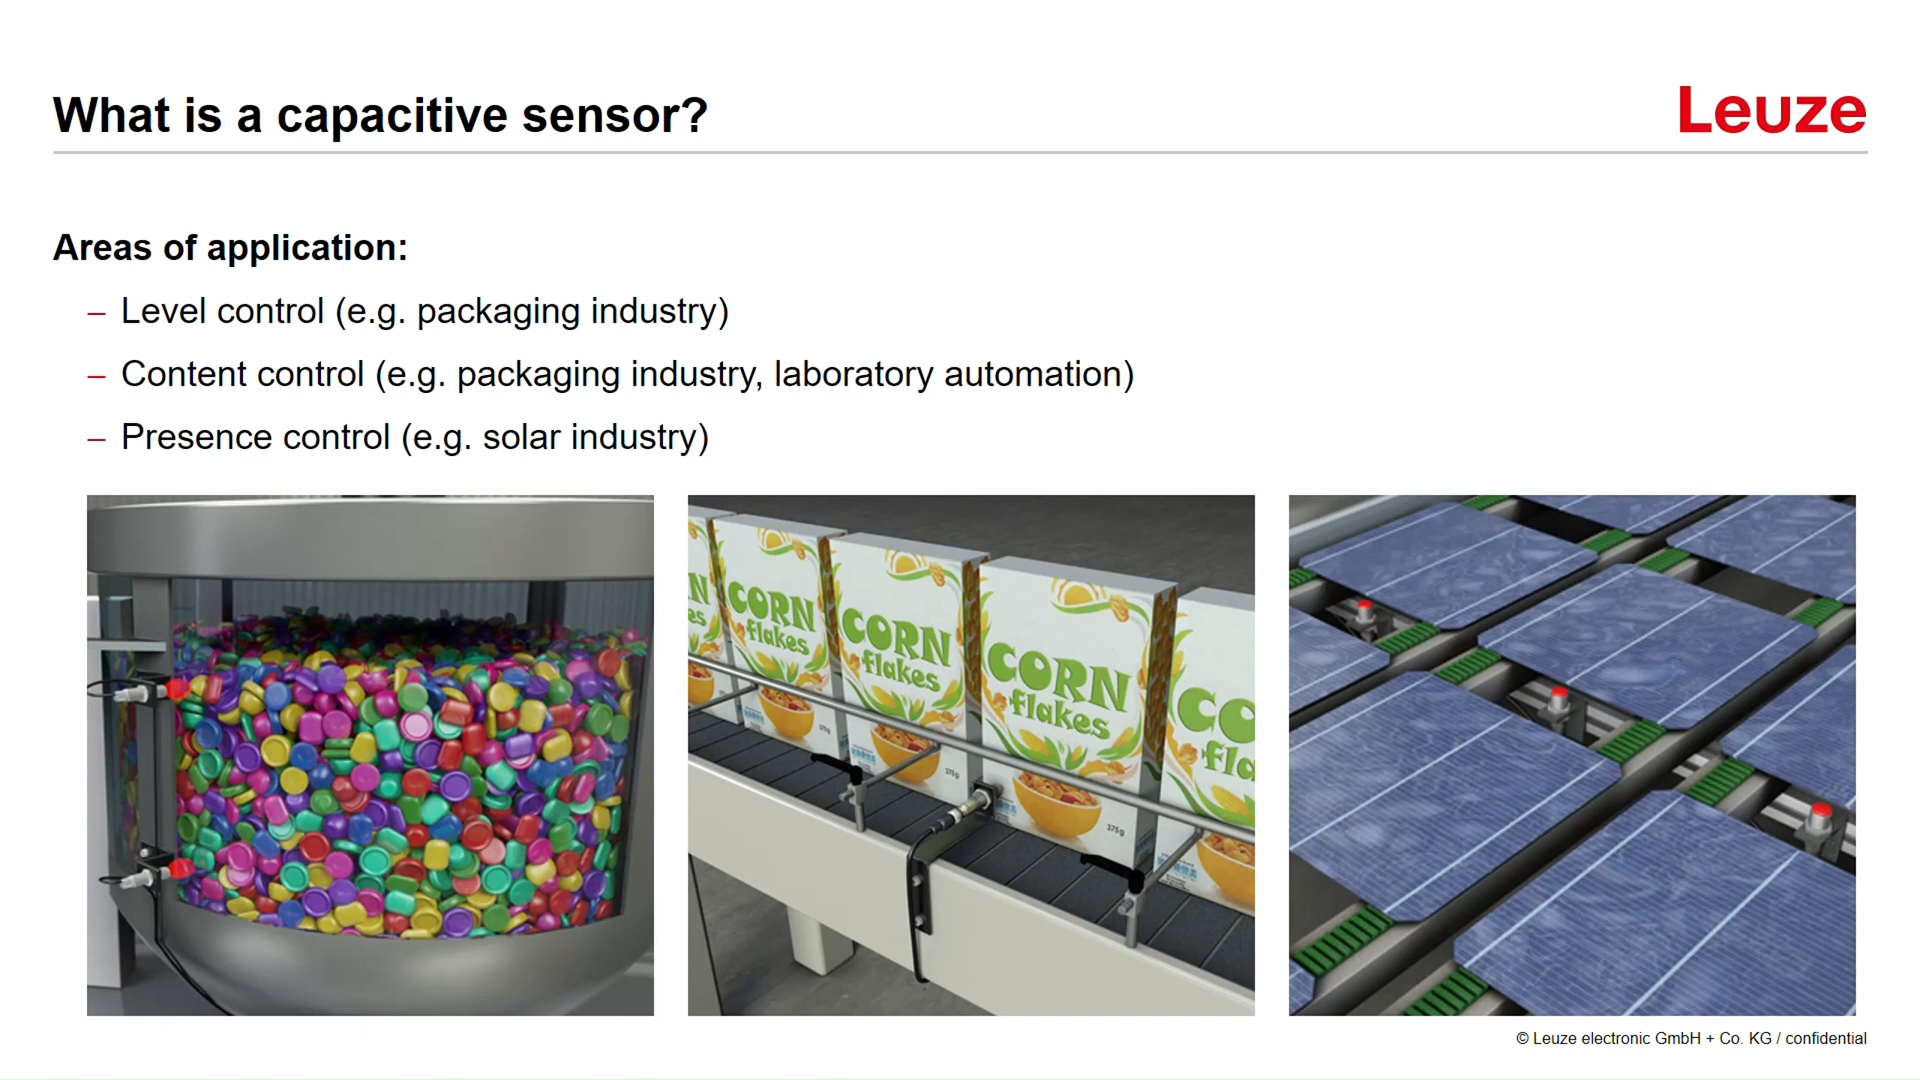 What is a capacitive sensor?
Leuze
Areas of application:
– Level control (e.g. packaging industry)
– Content control (e.g. packaging industry, laboratory automation)
– Presence control (e.g. solar industry)
CORN
flakes
CORN
flakes
375g
CORN
flakes
375g
© Leuze electronic GmbH + Co. KG / confidential